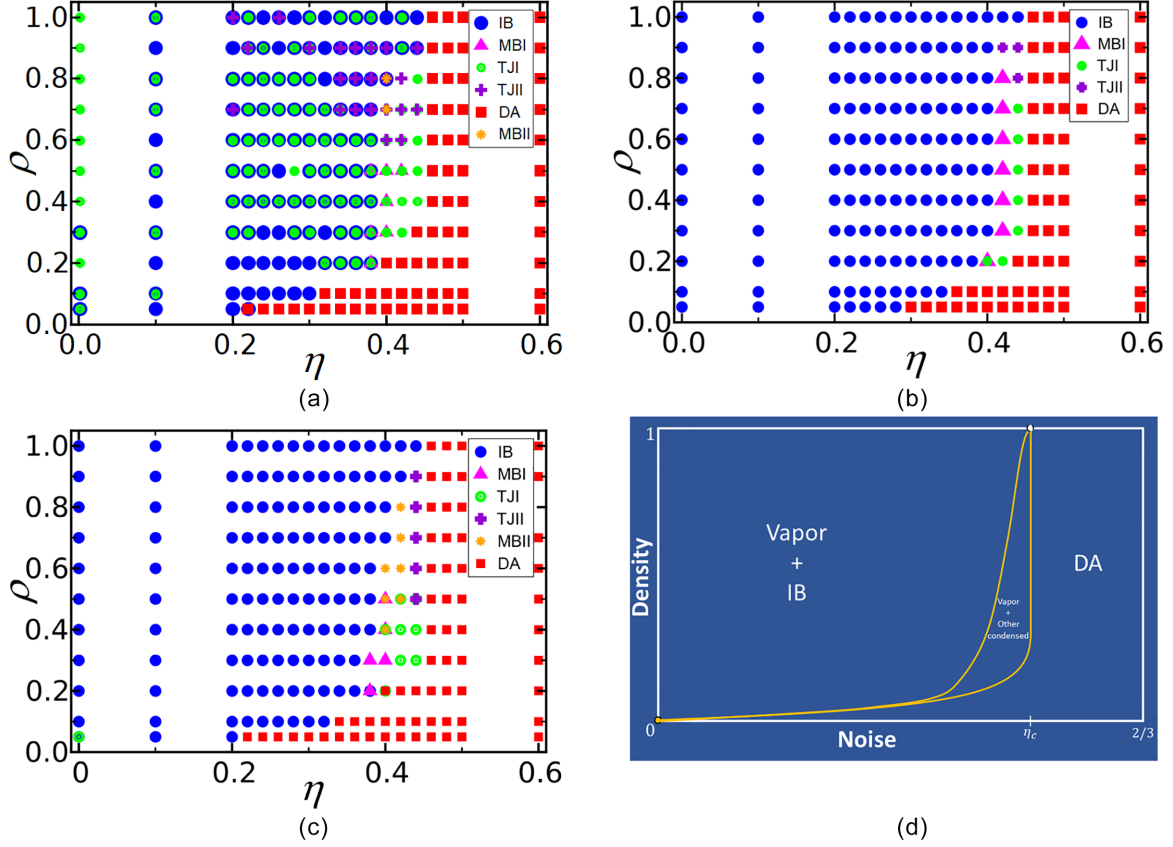 1.0
0.8
0.6
0.4
0.2
0.0
ρ
0.0
0.2
0.4
0.6
η
IB
MBI
TJI
TJII
DA
MBII
(a)
1.0
0.8
0.6
0.4
0.2
0.0
ρ
0.0
0.2
0.4
0.6
η
IB
MBI
TJI
TJII
DA
(b)
1.0
0.8
0.6
0.4
0.2
0.0
ρ
0
0.2
0.4
0.6
η
IB
MBI
TJI
TJII
MBII
DA
(c)
1
Density
Vapor
+
IB
Vapor
+
Other
condensed
DA
0
Noise
η_c
2/3
(d)